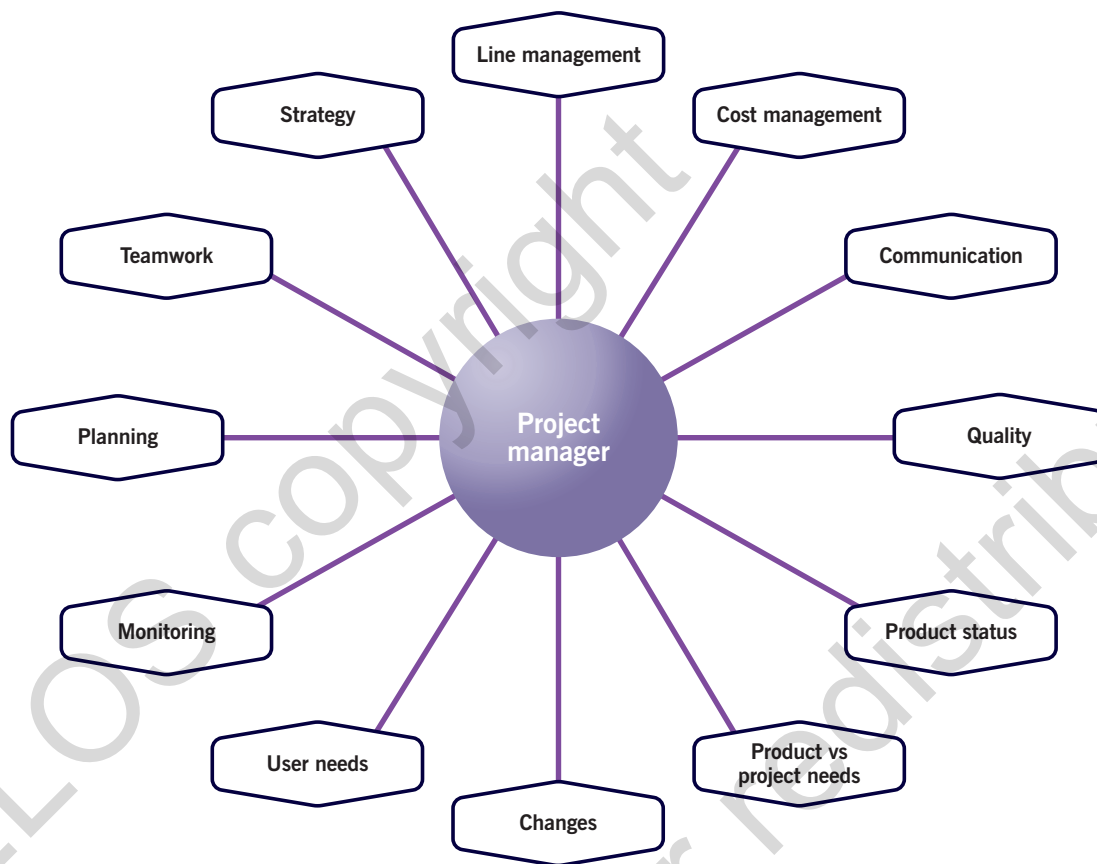 Line management
Strategy
Cost management
Teamwork
Communication
Project
manager
Planning
Quality
Monitoring
Product status
User needs
Product vs
project needs
Changes
copyright